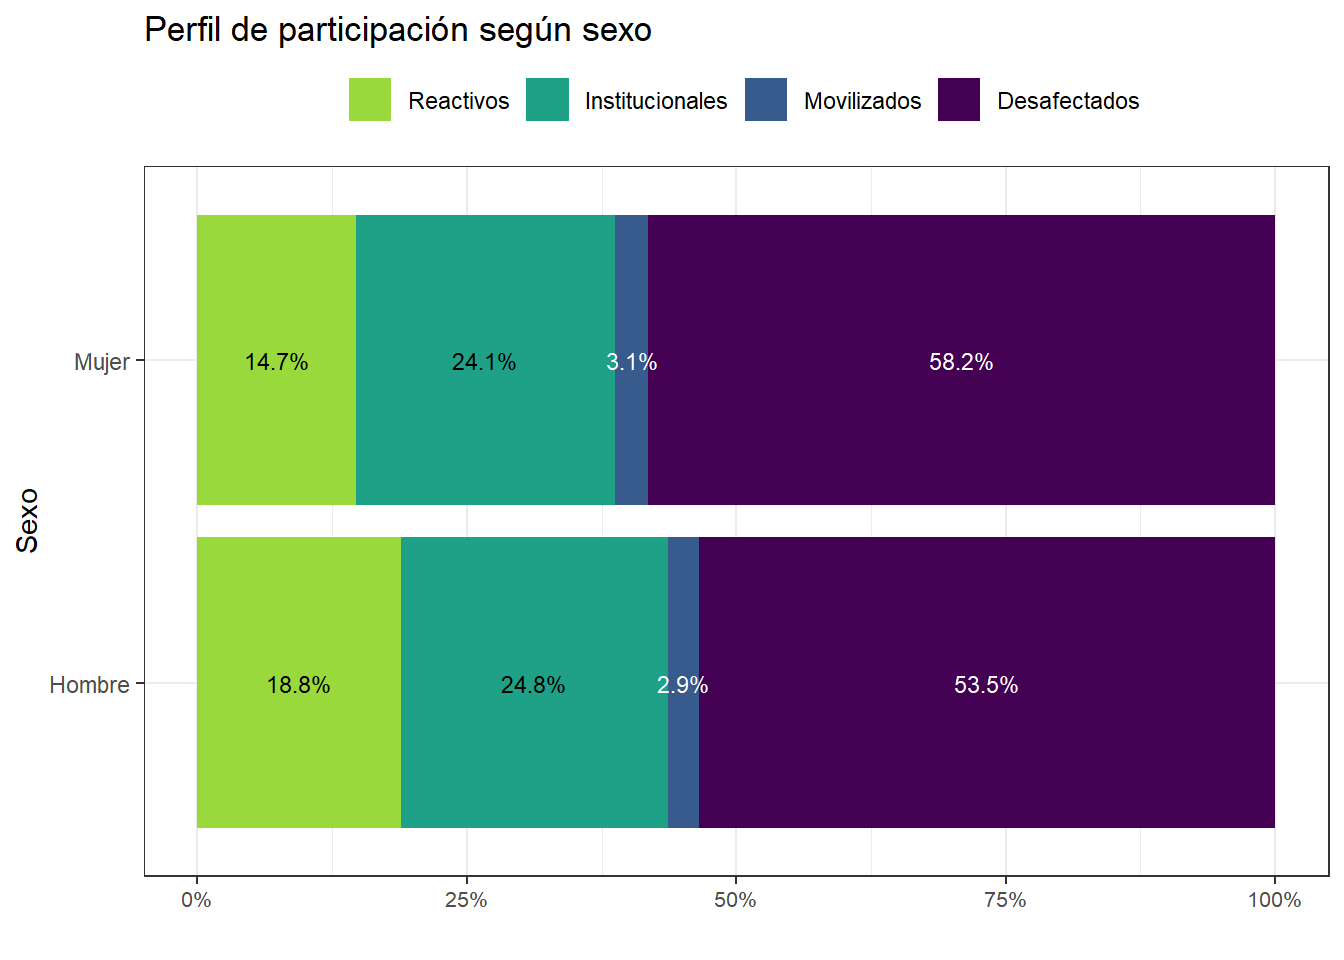 Perfil de participación según sexo
Reactivos Institucionales Movilizados Desafectados
Sexo
Mujer 14.7% 24.1% 3.1% 58.2%
Hombre 18.8% 24.8% 2.9% 53.5%
0% 25% 50% 75% 100%